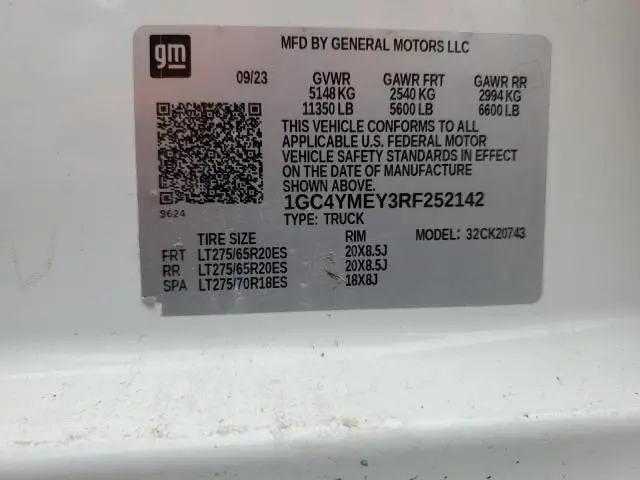 gm
MFD BY GENERAL MOTORS LLC
09/23 GVWR GAWR FRT GAWR RR
5148 KG 2540 KG 2994 KG
11350 LB 5600 LB 6600 LB
THIS VEHICLE CONFORMS TO ALL
APPLICABLE U.S. FEDERAL MOTOR
VEHICLE SAFETY STANDARDS IN EFFECT
ON THE DATE OF MANUFACTURE
SHOWN ABOVE.
1GC4YMEY3RF252142
9624 TYPE: TRUCK
TIRE SIZE RIM MODEL: 32CK20743
FRT LT275/65R20ES 20X8.5J
RR LT275/65R20ES 20X8.5J
SPA LT275/70R18ES 18X8J